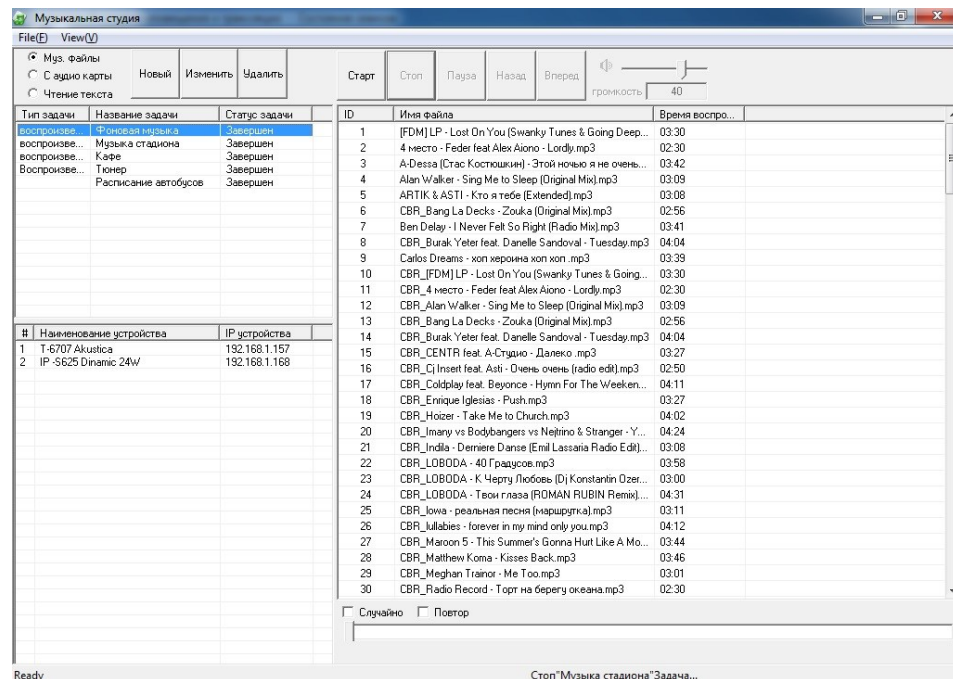 Музыкальная студия
File(F) View(V)
Муз. файлы
С аудио карты
Чтение текста
Новый Изменить Удалить
Старт Стоп Пауза Назад Вперед
громкость 40
Тип задачи Название задачи Статус задачи
воспроизве... Фоновая музыка Завершен
воспроизве... Музыка стадиона Завершен
воспроизве... Кафе Завершен
Воспроизве... Тюнер Завершен
Расписание автобусов Завершен
# Наименование устройства IP устройства
1 T-6707 Akustica 192.168.1.157
2 IP -S625 Dinamic 24W 192.168.1.168
ID Имя файла Время воспро...
1 [FDM] LP - Lost On You (Swanky Tunes & Going Deep... 03:30
2 4 место - Feder feat Alex Aiono - Lordly.mp3 02:30
3 A-Dessa (Стас Костюшкин) - Этой ночью я не очень... 03:42
4 Alan Walker - Sing Me to Sleep (Original Mix).mp3 03:09
5 ARTIK & ASTI - Кто я тебе (Extended).mp3 03:08
6 CBR_Bang La Decks - Zouka (Original Mix).mp3 02:56
7 Ben Delay - I Never Felt So Right (Radio Mix).mp3 03:41
8 CBR_Burak Yeter feat. Danelle Sandoval - Tuesday.mp3 04:04
9 Carlos Dreams - хоп хероина хоп хоп .mp3 03:39
10 CBR_[FDM] LP - Lost On You (Swanky Tunes & Going... 03:30
11 CBR_4 место - Feder feat Alex Aiono - Lordly.mp3 02:30
12 CBR_Alan Walker - Sing Me to Sleep (Original Mix).mp3 03:09
13 CBR_Bang La Decks - Zouka (Original Mix).mp3 02:56
14 CBR_Burak Yeter feat. Danelle Sandoval - Tuesday.mp3 04:04
15 CBR_CENTR feat. А-Студио - Далеко .mp3 03:27
16 CBR_Cj Insert feat. Asti - Очень очень (radio edit).mp3 02:50
17 CBR_Coldplay feat. Beyonce - Hymn For The Weeken... 04:11
18 CBR_Enrique Iglesias - Push.mp3 03:27
19 CBR_Hoizer - Take Me to Church.mp3 04:02
20 CBR_Imany vs Bodybangers vs Nejtrino & Stranger - Y... 04:24
21 CBR_Indila - Derniere Danse (Emil Lassaria Radio Edit)... 03:08
22 CBR_LOBODA - 40 Градусов.mp3 03:58
23 CBR_LOBODA - К Черту Любовь (Dj Konstantin Ozer... 03:00
24 CBR_LOBODA - Твои глаза (ROMAN RUBIN Remix).... 04:31
25 CBR_Iowa - реальная песня (маршрутка).mp3 03:11
26 CBR_lullabies - forever in my mind only you.mp3 04:12
27 CBR_Maroon 5 - This Summer's Gonna Hurt Like A Mo... 03:44
28 CBR_Matthew Koma - Kisses Back.mp3 03:46
29 CBR_Meghan Trainor - Me Too.mp3 03:01
30 CBR_Radio Record - Торт на берегу океана.mp3 02:30
Случайно Повтор
Ready Стоп"Музыка стадиона"Задача...